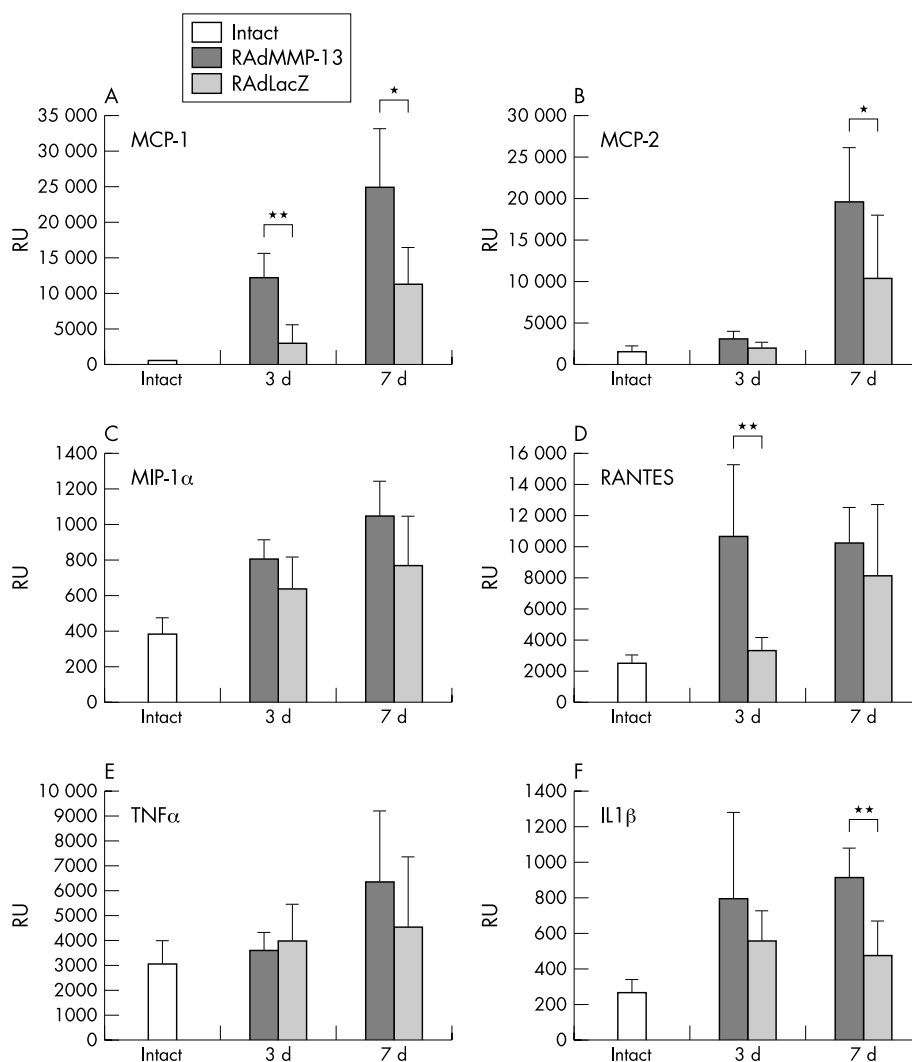 Intact
RAdMMP-13
RAdLacZ
A
MCP-1
35 000
30 000
25 000
20 000
15 000
10 000
5000
0
RU
★★
★
Intact
3 d
7 d
B
MCP-2
30 000
25 000
20 000
15 000
10 000
5000
0
RU
★
Intact
3 d
7 d
C
MIP-1α
1400
1200
1000
800
600
400
200
0
RU
Intact
3 d
7 d
D
RANTES
16 000
14 000
12 000
10 000
8000
6000
4000
2000
0
RU
★★
Intact
3 d
7 d
E
TNFα
10 000
9000
8000
7000
6000
5000
4000
3000
2000
1000
0
RU
Intact
3 d
7 d
F
IL1β
1400
1200
1000
800
600
400
200
0
RU
★★
Intact
3 d
7 d